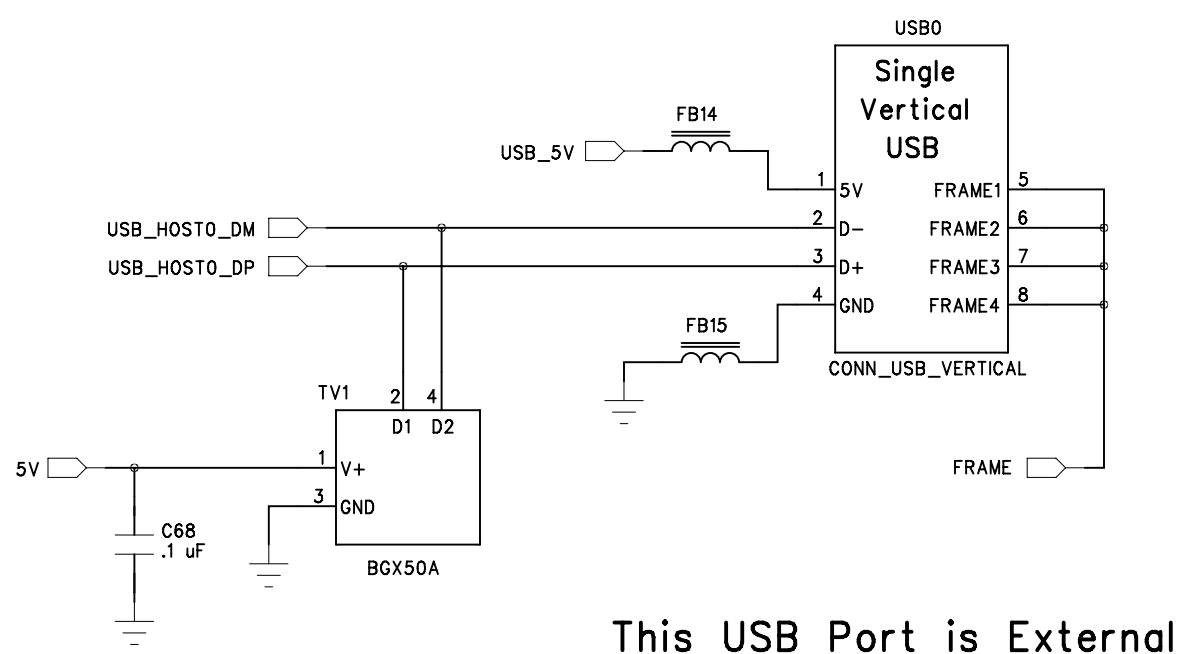 USB0
Single
Vertical
USB
FB14
USB_5V
1
5V
FRAME1
5
USB_HOST0_DM
2
D-
FRAME2
6
USB_HOST0_DP
3
D+
FRAME3
7
4
GND
FRAME4
8
FB15
CONN_USB_VERTICAL
TV1
2
4
D1
D2
5V
1
V+
FRAME
3
GND
C68
.1 uF
BGX50A
This USB Port is External